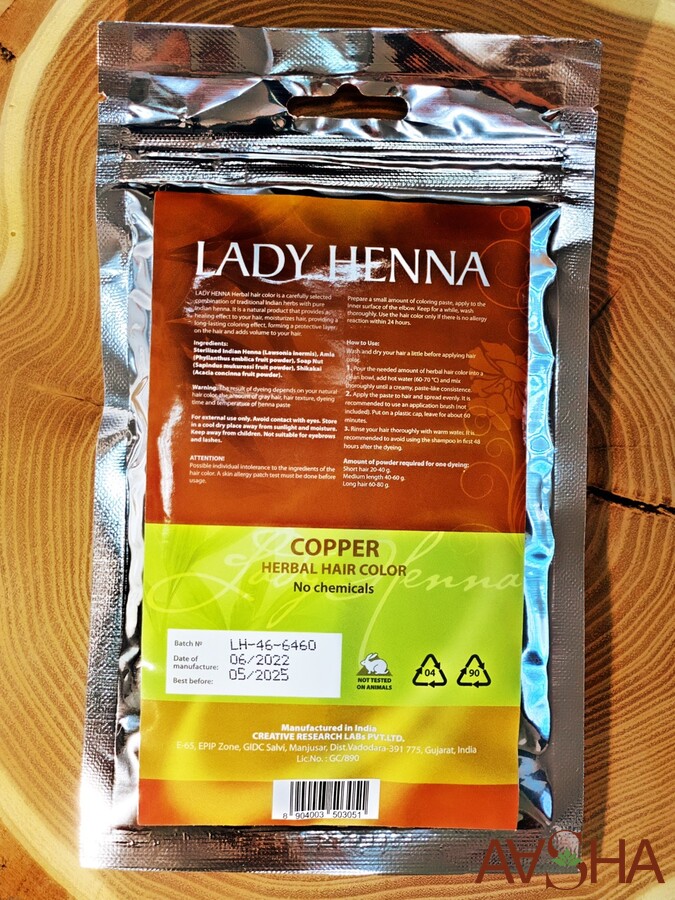 LADY HENNA
LADY HENNA Herbal hair color is a carefully selected
combination of traditional Indian herbs with pure
Indian henna. It is a natural product that provides a
healing effect to your hair, moisturizes hair, providing a
long-lasting coloring effect, forming a protective layer
on the hair and adds volume to your hair.
Ingredients:
Sterilized Indian Henna (Lawsonia inermis), Amla
(Phylianthus embilica fruit powder), Soap Nut
(Sapindus mukurossi fruit powder), Shikakai
(Acacia concinna fruit powder).
Warning: The result of dyeing depends on your natural
hair color, the amount of gray hair, hair texture, dyeing
time and temperature of henna paste
For external use only. Avoid contact with eyes. Store
in a cool dry place away from sunlight and moisture.
Keep away from children. Not suitable for eyebrows
and lashes.
ATTENTION!
Possible individual intolerance to the ingredients of the
hair color. A skin allergy patch test must be done before
usage.
Prepare a small amount of coloring paste, apply to the
inner surface of the elbow. Keep for a while, wash
thoroughly. Use the hair color only if there is no allergy
reaction within 24 hours.
How to Use:
Wash and dry your hair a little before applying hair
color.
1. Pour the needed amount of herbal hair color into a
clean bowl, add hot water (60-70 °C) and mix
thoroughly until a creamy, paste-like consistence.
2. Apply the paste to hair and spread evenly. It is
recommended to use an application brush (not
included). Put on a plastic cap, leave for about 60
minutes.
3. Rinse your hair thoroughly with warm water. It is
recommended to avoid using the shampoo in first 48
hours after the dyeing.
Amount of powder required for one dyeing:
Short hair 20-40 g.
Medium length 40-60 g.
Long hair 60-80 g.
Lady Henna
COPPER
HERBAL HAIR COLOR
No chemicals
Batch № LH-46-6460
Date of
manufacture: 06/2022
Best before: 05/2025
NOT TESTED
ON ANIMALS
04
90
Manufactured in India
CREATIVE RESEARCH LABs PVT.LTD.
E-65, EPIP Zone, GIDC Salvi, Manjusar, Dist.Vadodara-391 775, Gujarat, India
Lic.No. : GC/890
8 904003 503051
AVASHA